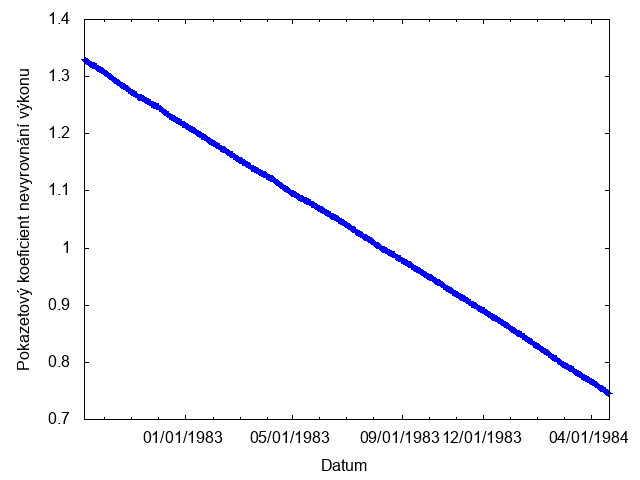 1.4
1.3
1.2
1.1
1
0.9
0.8
0.7
Pokazetový koeficient nevyrovnání výkonu
01/01/1983 05/01/1983 09/01/1983 12/01/1983 04/01/1984
Datum